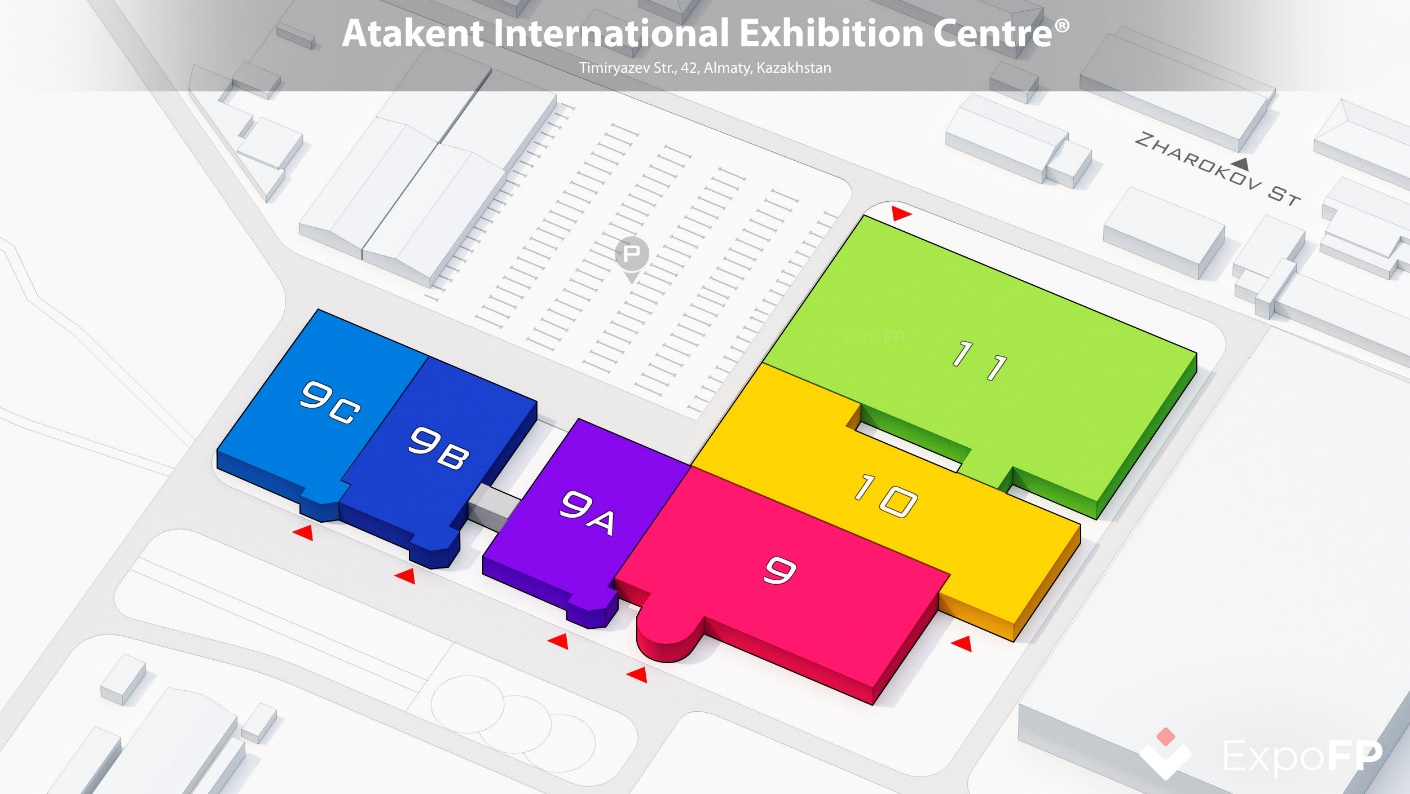 Atakent International Exhibition Centre®
Timiryazev Str., 42, Almaty, Kazakhstan
ZHAROKOV ST
P
ExpoFP
11
9C
9B
10
9A
9
ExpoFP